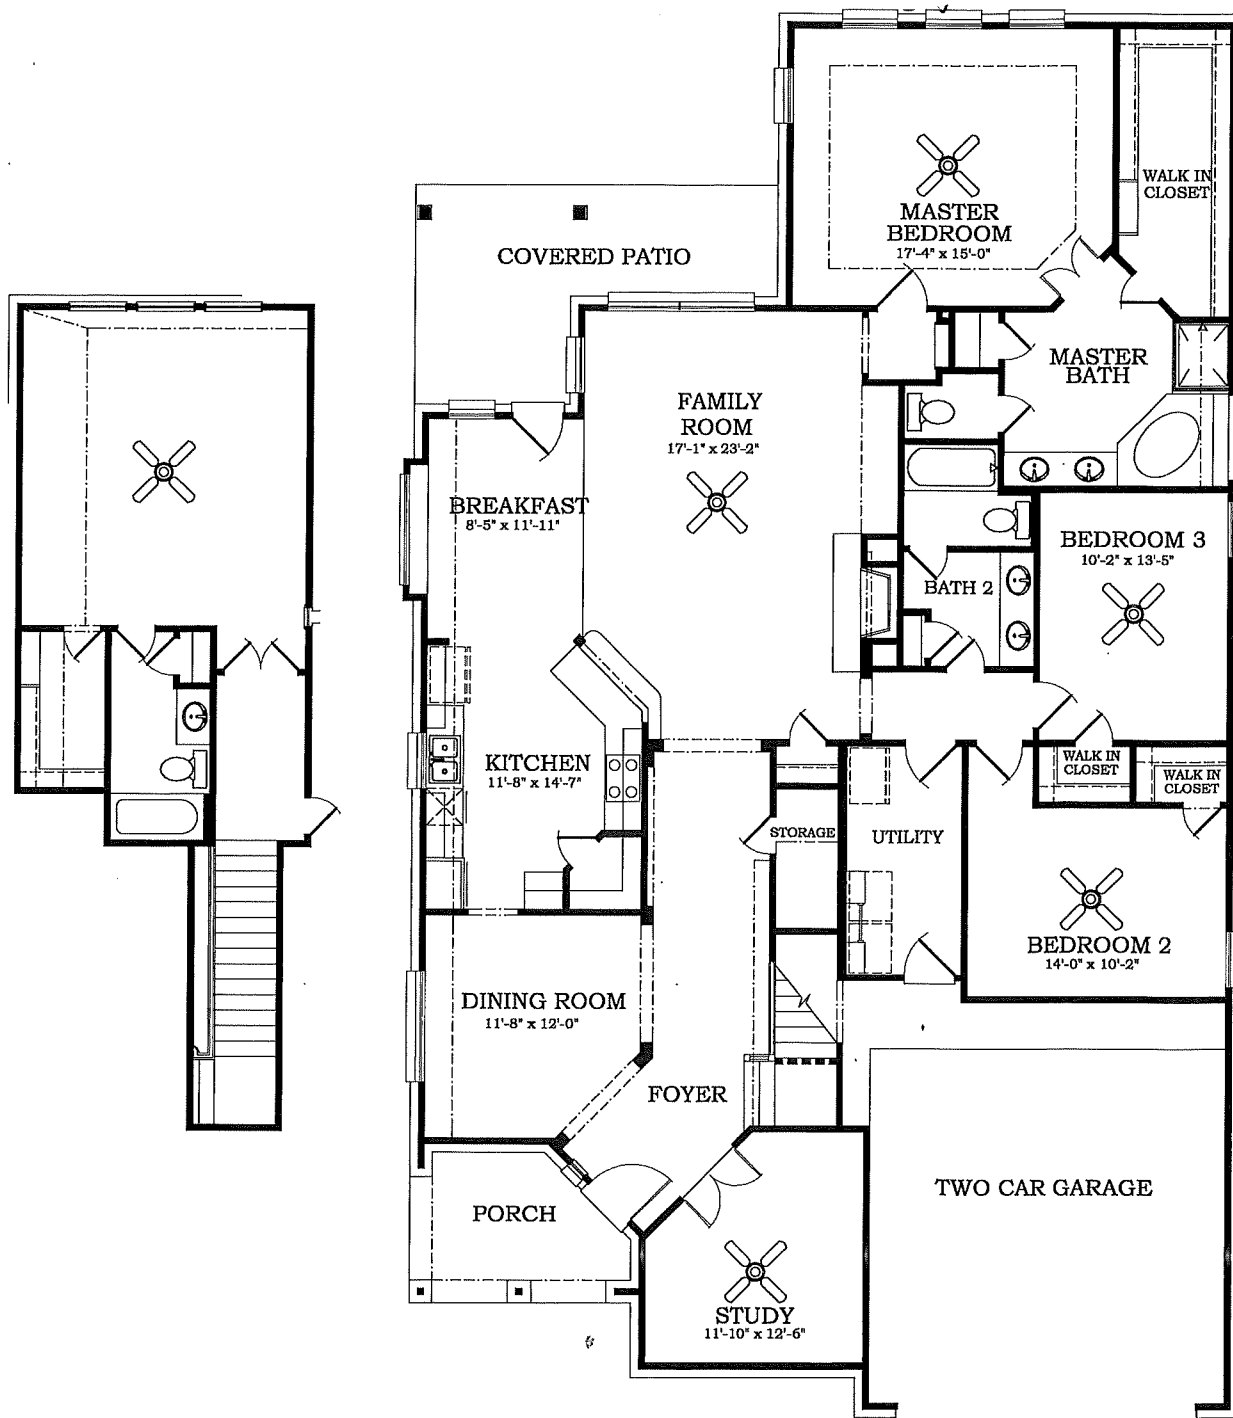 WALK IN
CLOSET
MASTER
BEDROOM
17'-4" x 15'-0"
COVERED PATIO
MASTER
BATH
FAMILY
ROOM
17'-1" x 23'-2"
BREAKFAST
8'-5" x 11'-11"
BEDROOM 3
10'-2" x 13'-5"
BATH 2
KITCHEN
11'-8" x 14'-7"
WALK IN
CLOSET
WALK IN
CLOSET
STORAGE
UTILITY
BEDROOM 2
14'-0" x 10'-2"
DINING ROOM
11'-8" x 12'-0"
FOYER
TWO CAR GARAGE
PORCH
STUDY
11'-10" x 12'-6"